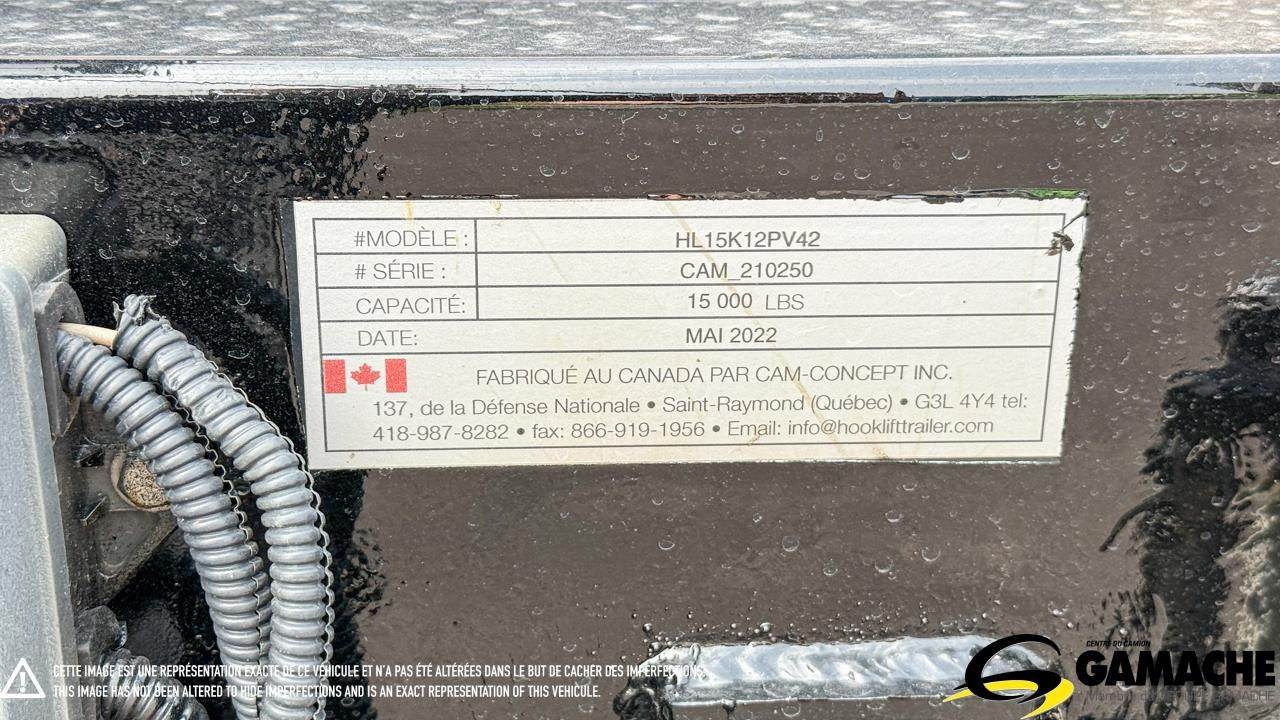 #MODÈLE : HL15K12PV42
# SÉRIE : CAM_210250
CAPACITÉ: 15 000 LBS
DATE: MAI 2022
FABRIQUÉ AU CANADA PAR CAM-CONCEPT INC.
137, de la Défense Nationale • Saint-Raymond (Québec) • G3L 4Y4 tel:
418-987-8282 • fax: 866-919-1956 • Email: info@hooklifttrailer.com
CETTE IMAGE EST UNE REPRÉSENTATION EXACTE DE CE VÉHICULE ET N'A PAS ÉTÉ ALTÉRÉES DANS LE BUT DE CACHER DES IMPERFECTIONS.
THIS IMAGE HAS NOT BEEN ALTERED TO HIDE IMPERFECTIONS AND IS AN EXACT REPRESENTATION OF THIS VEHICULE.
CENTRE DU CAMION
GAMACHE